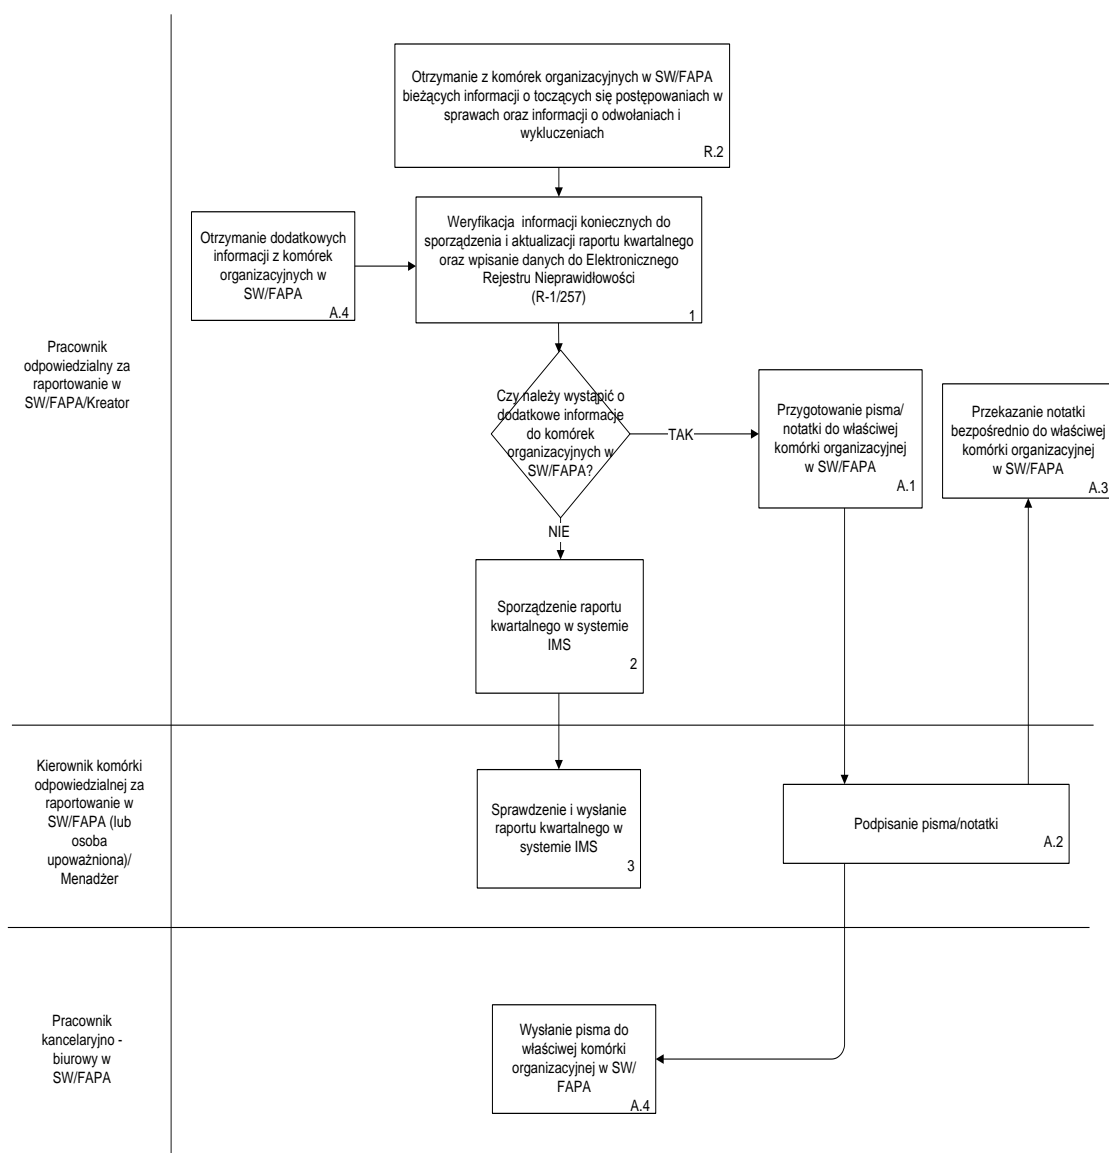 Otrzymanie z komórek organizacyjnych w SW/FAPA
bieżących informacji o toczących się postępowaniach w
sprawach oraz informacji o odwołaniach i
wykluczeniach
R.2
Otrzymanie dodatkowych
informacji z komórek
organizacyjnych w
SW/FAPA
A.4
Weryfikacja informacji koniecznych do
sporządzenia i aktualizacji raportu kwartalnego
oraz wpisanie danych do Elektronicznego
Rejestru Nieprawidłowości
(R-1/257)
1
Pracownik
odpowiedzialny za
raportowanie w
SW/FAPA/Kreator
Czy należy wystąpić o
dodatkowe informacje
do komórek
organizacyjnych w
SW/FAPA?
TAK
NIE
Przygotowanie pisma/
notatki do właściwej
komórki organizacyjnej
w SW/FAPA
A.1
Przekazanie notatki
bezpośrednio do właściwej
komórki organizacyjnej
w SW/FAPA
A.3
Sporządzenie raportu
kwartalnego w systemie
IMS
2
Kierownik komórki
odpowiedzialnej za
raportowanie w
SW/FAPA (lub
osoba
upoważniona)/
Menadżer
Sprawdzenie i wysłanie
raportu kwartalnego w
systemie IMS
3
Podpisanie pisma/notatki
A.2
Pracownik
kancelaryjno -
biurowy w
SW/FAPA
Wysłanie pisma do
właściwej komórki
organizacyjnej w SW/
FAPA
A.4